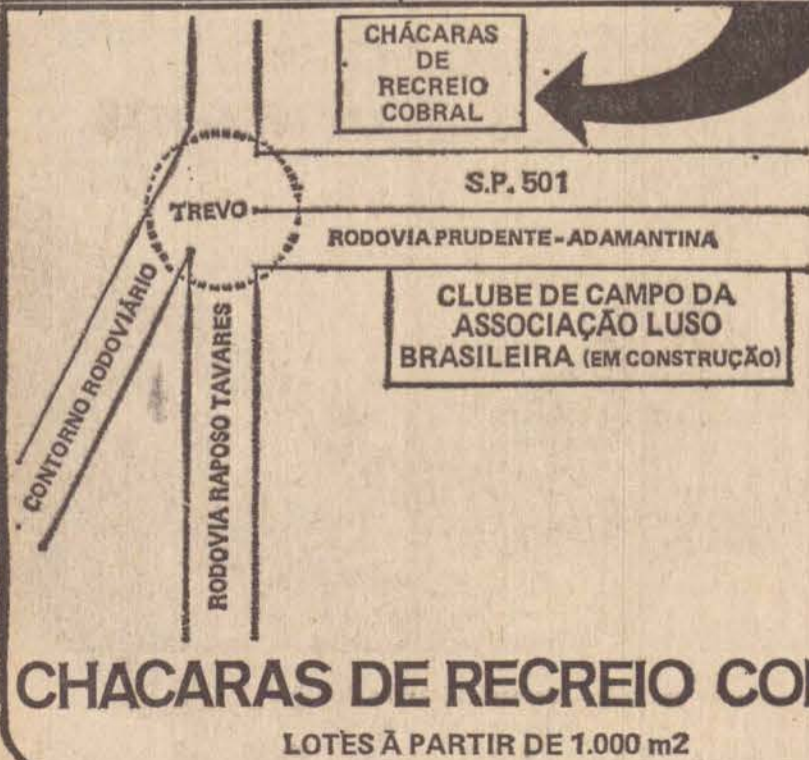 CHÁCARAS
DE
RECREIO
COBRAL
S.P. 501
TREVO
RODOVIA PRUDENTE-ADAMANTINA
CLUBE DE CAMPO DA
ASSOCIAÇÃO LUSO
BRASILEIRA (EM CONSTRUÇÃO)
CONTORNO RODOVIÁRIO
RODOVIA RAPOSO TAVARES
CHACARAS DE RECREIO
LOTES À PARTIR DE 1.000 m2